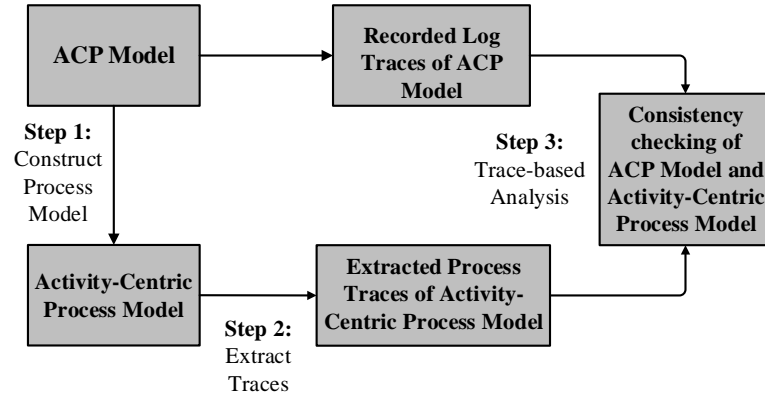 ACP Model
Recorded Log
Traces of ACP
Model
Step 1:
Construct
Process
Model
Step 3:
Trace-based
Analysis
Consistency
checking of
ACP Model and
Activity-Centric
Process Model
Activity-Centric
Process Model
Step 2:
Extract
Traces
Extracted Process
Traces of Activity-
Centric Process Model